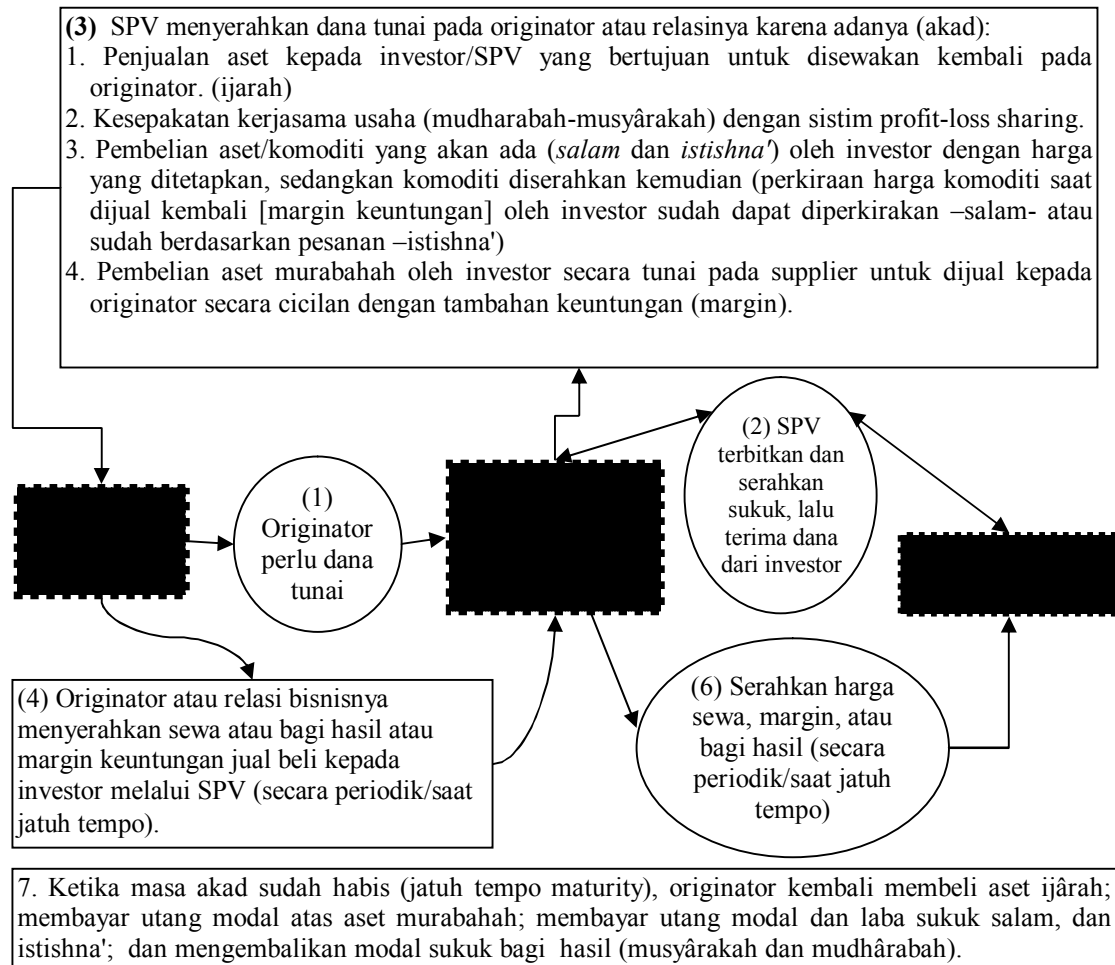 (3) SPV menyerahkan dana tunai pada originator atau relasinya karena adanya (akad):
1. Penjualan aset kepada investor/SPV yang bertujuan untuk disewakan kembali pada
originator. (ijarah)
2. Kesepakatan kerjasama usaha (mudharabah-musyârakah) dengan sistim profit-loss sharing.
3. Pembelian aset/komoditi yang akan ada (salam dan istishna') oleh investor dengan harga
yang ditetapkan, sedangkan komoditi diserahkan kemudian (perkiraan harga komoditi saat
dijual kembali [margin keuntungan] oleh investor sudah dapat diperkirakan –salam- atau
sudah berdasarkan pesanan –istishna')
4. Pembelian aset murabahah oleh investor secara tunai pada supplier untuk dijual kepada
originator secara cicilan dengan tambahan keuntungan (margin).
(1)
Originator
perlu dana
tunai
(2) SPV
terbitkan dan
serahkan
sukuk, lalu
terima dana
dari investor
(4) Originator atau relasi bisnisnya
menyerahkan sewa atau bagi hasil atau
margin keuntungan jual beli kepada
investor melalui SPV (secara periodik/saat
jatuh tempo).
(6) Serahkan harga
sewa, margin, atau
bagi hasil (secara
periodik/saat jatuh
tempo)
7. Ketika masa akad sudah habis (jatuh tempo maturity), originator kembali membeli aset ijârah;
membayar utang modal atas aset murabahah; membayar utang modal dan laba sukuk salam, dan
istishna'; dan mengembalikan modal sukuk bagi hasil (musyârakah dan mudhârabah).